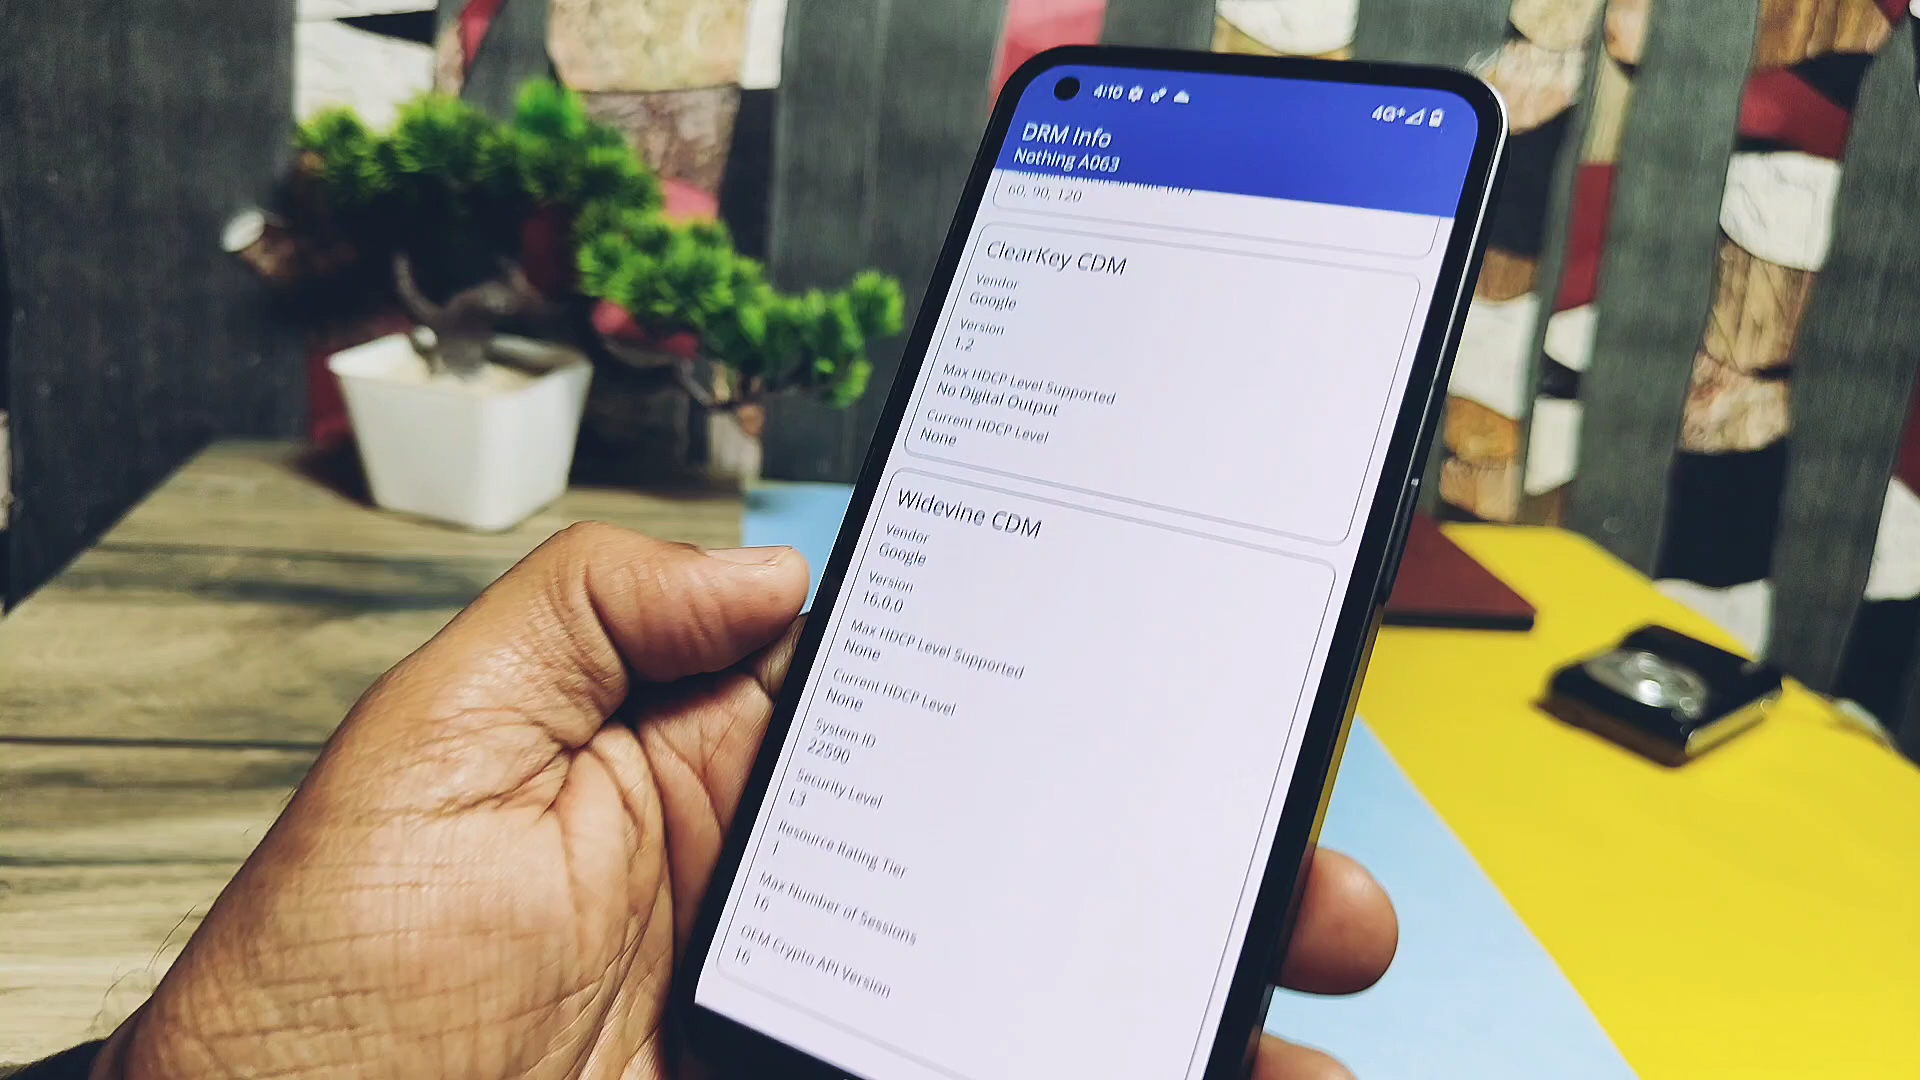 4:10
4G+
DRM Info
Nothing A063
60, 90, 120
ClearKey CDM
Vendor
Google
Version
1.2
Max HDCP Level Supported
No Digital Output
Current HDCP Level
None
Widevine CDM
Vendor
Google
Version
16.0.0
Max HDCP Level Supported
None
Current HDCP Level
None
System ID
22590
Security Level
L3
Resource Rating Tier
1
Max Number of Sessions
16
OEM Crypto API Version
16